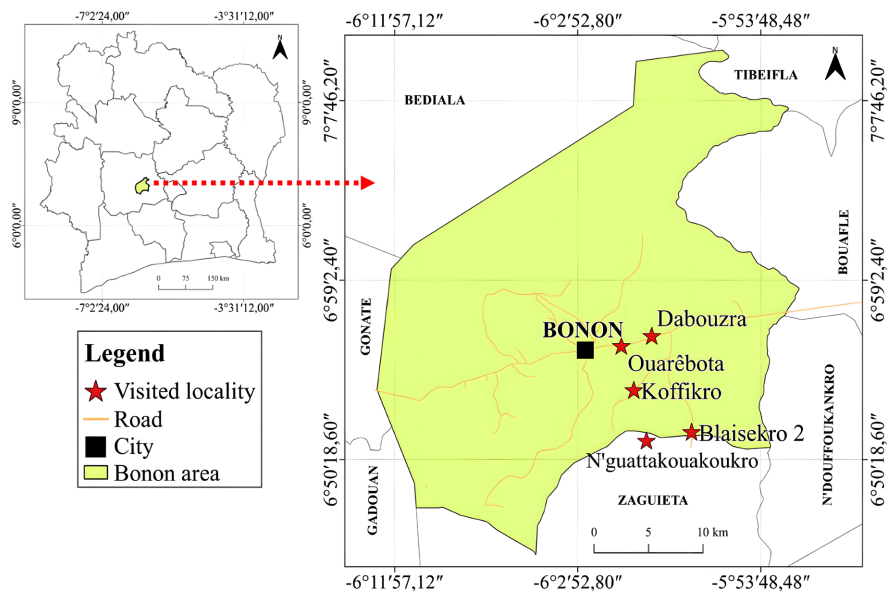 -7°2′24,00″
-3°31′12,00″
N
9°0′0,00″
9°0′0,00″
6°0′0,00″
6°0′0,00″
0 75 150 km
-7°2′24,00″
-3°31′12,00″
Legend
Visited locality
Road
City
Bonon area
-6°11′57,12″
-6°2′52,80″
-5°53′48,48″
N
TIBEIFLA
BEDIALA
7°7′46,20″
7°7′46,20″
BOUAFLE
6°59′2,40″
6°59′2,40″
GONATE
BONON
Dabouzra
Ouarêbota
Koffikro
Blaisekro 2
N'guattakouakoukro
6°50′18,60″
6°50′18,60″
GADOUAN
ZAGUIETA
N'DOUFFOUKANKRO
0 5 10 km
-6°11′57,12″
-6°2′52,80″
-5°53′48,48″